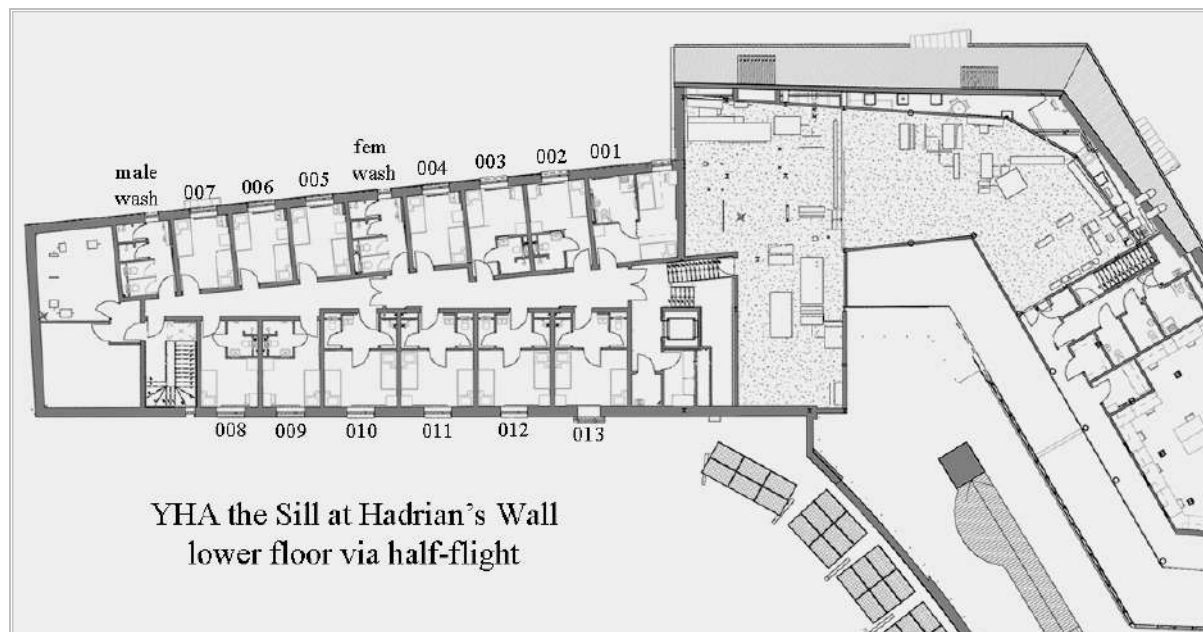 male
wash
007
006
005
fem
wash
004
003
002
001
008
009
010
011
012
013
YHA the Sill at Hadrian’s Wall
lower floor via half-flight